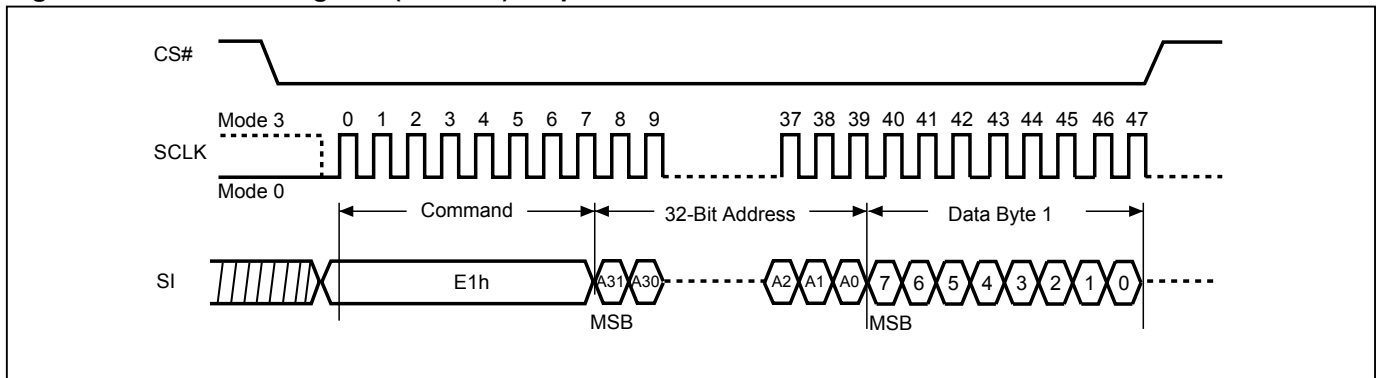 CS#
Mode 3 0 1 2 3 4 5 6 7 8 9 37 38 39 40 41 42 43 44 45 46 47
SCLK
Mode 0
Command 32-Bit Address Data Byte 1
SI E1h A31 A30 A2 A1 A0 7 6 5 4 3 2 1 0
MSB MSB